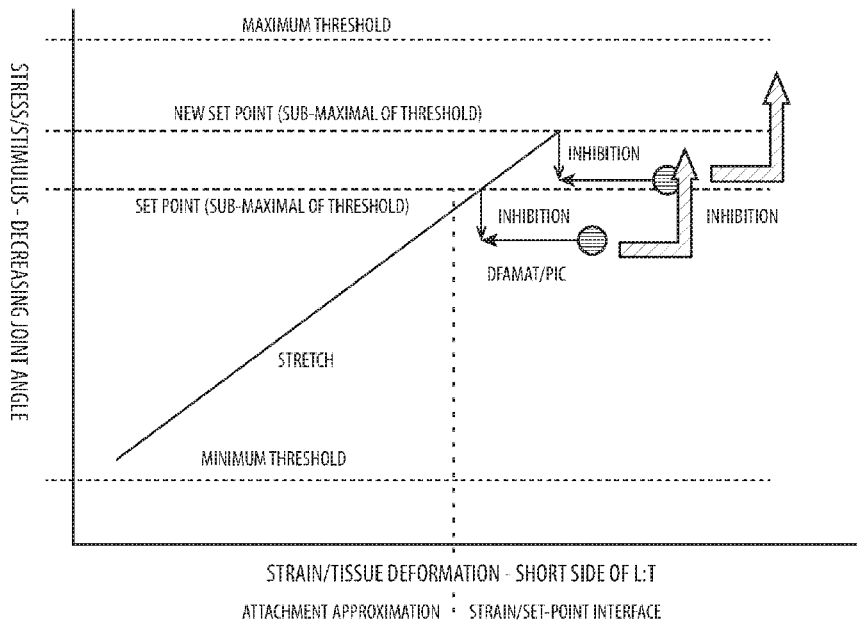 MAXIMUM THRESHOLD
NEW SET POINT (SUB-MAXIMAL OF THRESHOLD)
INHIBITION
SET POINT (SUB-MAXIMAL OF THRESHOLD)
INHIBITION
INHIBITION
DFAMAT/PIC
STRETCH
MINIMUM THRESHOLD
STRESS/STIMULUS - DECREASING JOINT ANGLE
STRAIN/TISSUE DEFORMATION - SHORT SIDE OF L:T
ATTACHMENT APPROXIMATION
STRAIN/SET-POINT INTERFACE